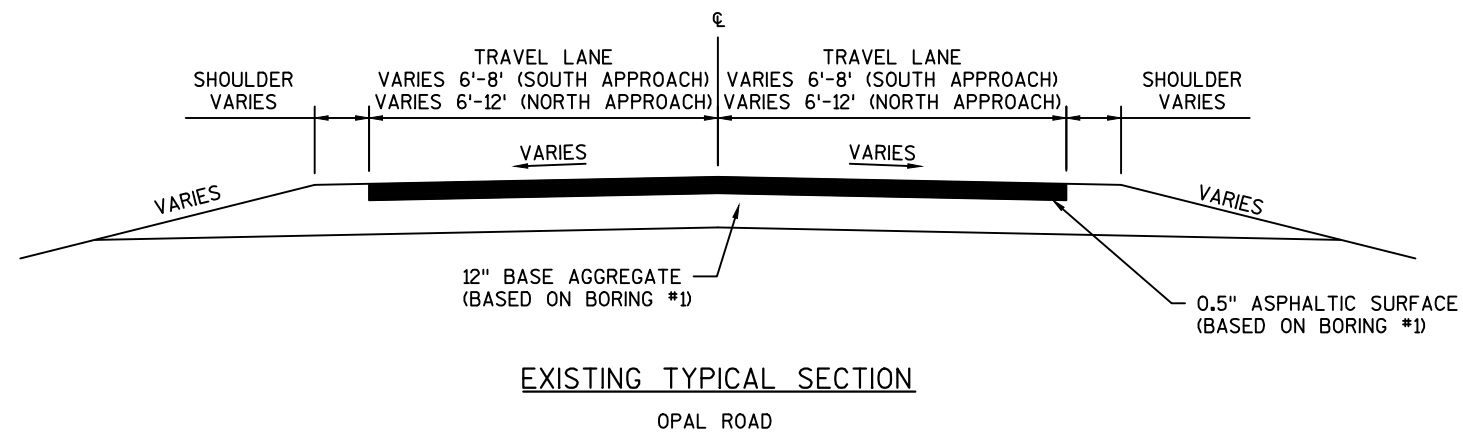 ℄
SHOULDER
VARIES
TRAVEL LANE
VARIES 6'-8' (SOUTH APPROACH)
VARIES 6'-12' (NORTH APPROACH)
TRAVEL LANE
VARIES 6'-8' (SOUTH APPROACH)
VARIES 6'-12' (NORTH APPROACH)
SHOULDER
VARIES
VARIES
VARIES
VARIES
VARIES
12" BASE AGGREGATE
(BASED ON BORING #1)
0.5" ASPHALTIC SURFACE
(BASED ON BORING #1)
EXISTING TYPICAL SECTION
OPAL ROAD